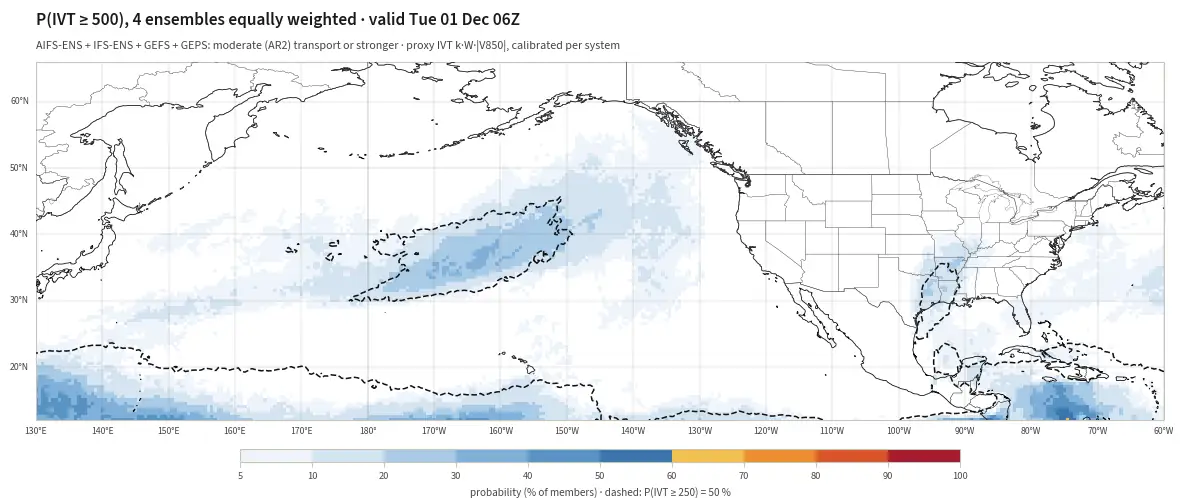 P(IVT ≥ 500), 4 ensembles equally weighted · valid Tue 01 Dec 06Z
AIFS-ENS + IFS-ENS + GEFS + GEPS: moderate (AR2) transport or stronger · proxy IVT k·W·|V850|, calibrated per system
60°N
50°N
40°N
30°N
20°N
130°E 140°E 150°E 160°E 170°E 180° 170°W 160°W 150°W 140°W 130°W 120°W 110°W 100°W 90°W 80°W 70°W 60°W
5 10 20 30 40 50 60 70 80 90 100
probability (% of members) · dashed: P(IVT ≥ 250) = 50 %